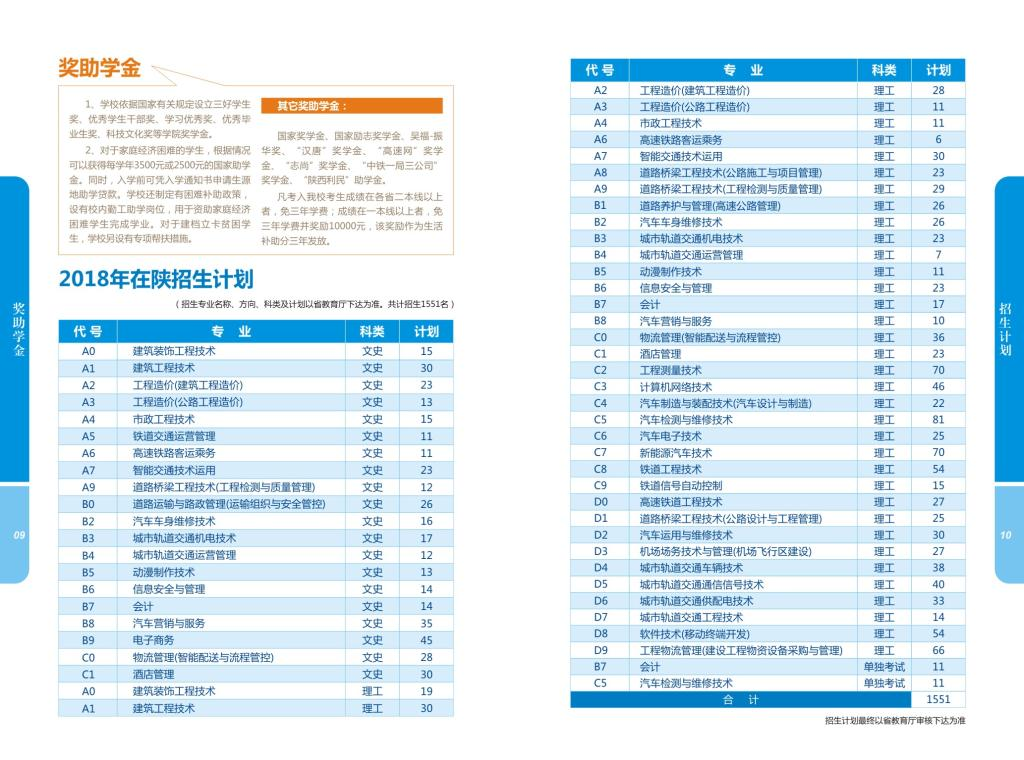 奖助学金
1、学校依据国家有关规定设立三好学生
奖、优秀学生干部奖、学习优秀奖、优秀毕
业生奖、科技文化奖等学院奖学金。
2、对于家庭经济困难的学生，根据情况
可以获得每学年3500元或2500元的国家助学
金。同时，入学前可凭入学通知书申请生源
地助学贷款。学校还制定有困难补助政策，
设有校内勤工助学岗位，用于资助家庭经济
困难学生完成学业。对于建档立卡贫困学
生，学校另设有专项帮扶措施。
其它奖助学金：
国家奖学金、国家励志奖学金、吴福-振
华奖、“汉唐”奖学金、“高速网”奖学
金、“志尚”奖学金、“中铁一局三公司”
奖学金、“陕西利民”助学金。
凡考入我校考生成绩在各省二本线以上
者，免三年学费；成绩在一本线以上者，免
三年学费并奖励10000元，该奖励作为生活
补助分三年发放。
2018年在陕招生计划
（招生专业名称、方向、科类及计划以省教育厅下达为准。共计招生1551名）
代号 专业 科类 计划
A0 建筑装饰工程技术 文史 15
A1 建筑工程技术 文史 30
A2 工程造价(建筑工程造价) 文史 23
A3 工程造价(公路工程造价) 文史 13
A4 市政工程技术 文史 15
A5 铁道交通运营管理 文史 11
A6 高速铁路客运乘务 文史 11
A7 智能交通技术运用 文史 23
A9 道路桥梁工程技术(工程检测与质量管理) 文史 12
B0 道路运输与路政管理(运输组织与安全管控) 文史 26
B2 汽车车身维修技术 文史 16
B3 城市轨道交通机电技术 文史 17
B4 城市轨道交通运营管理 文史 12
B5 动漫制作技术 文史 13
B6 信息安全与管理 文史 14
B7 会计 文史 14
B8 汽车营销与服务 文史 35
B9 电子商务 文史 45
C0 物流管理(智能配送与流程管控) 文史 28
C1 酒店管理 文史 30
A0 建筑装饰工程技术 理工 19
A1 建筑工程技术 理工 30
奖助学金
09
代号 专业 科类 计划
A2 工程造价(建筑工程造价) 理工 28
A3 工程造价(公路工程造价) 理工 11
A4 市政工程技术 理工 11
A6 高速铁路客运乘务 理工 6
A7 智能交通技术运用 理工 30
A8 道路桥梁工程技术(公路施工与项目管理) 理工 23
A9 道路桥梁工程技术(工程检测与质量管理) 理工 29
B1 道路养护与管理(高速公路管理) 理工 26
B2 汽车车身维修技术 理工 26
B3 城市轨道交通机电技术 理工 23
B4 城市轨道交通运营管理 理工 7
B5 动漫制作技术 理工 11
B6 信息安全与管理 理工 23
B7 会计 理工 17
B8 汽车营销与服务 理工 10
C0 物流管理(智能配送与流程管控) 理工 36
C1 酒店管理 理工 23
C2 工程测量技术 理工 70
C3 计算机网络技术 理工 46
C4 汽车制造与装配技术(汽车设计与制造) 理工 22
C5 汽车检测与维修技术 理工 81
C6 汽车电子技术 理工 25
C7 新能源汽车技术 理工 70
C8 铁道工程技术 理工 54
C9 铁道信号自动控制 理工 15
D0 高速铁道工程技术 理工 27
D1 道路桥梁工程技术(公路设计与工程管理) 理工 25
D2 汽车运用与维修技术 理工 30
D3 机场场务技术与管理(机场飞行区建设) 理工 27
D4 城市轨道交通车辆技术 理工 38
D5 城市轨道交通通信信号技术 理工 40
D6 城市轨道交通供配电技术 理工 33
D7 城市轨道交通工程技术 理工 14
D8 软件技术(移动终端开发) 理工 54
D9 工程物流管理(建设工程物资设备采购与管理) 理工 66
B7 会计 单独考试 11
C5 汽车检测与维修技术 单独考试 11
合计 1551
招生计划最终以省教育厅审核下达为准
招生计划
10